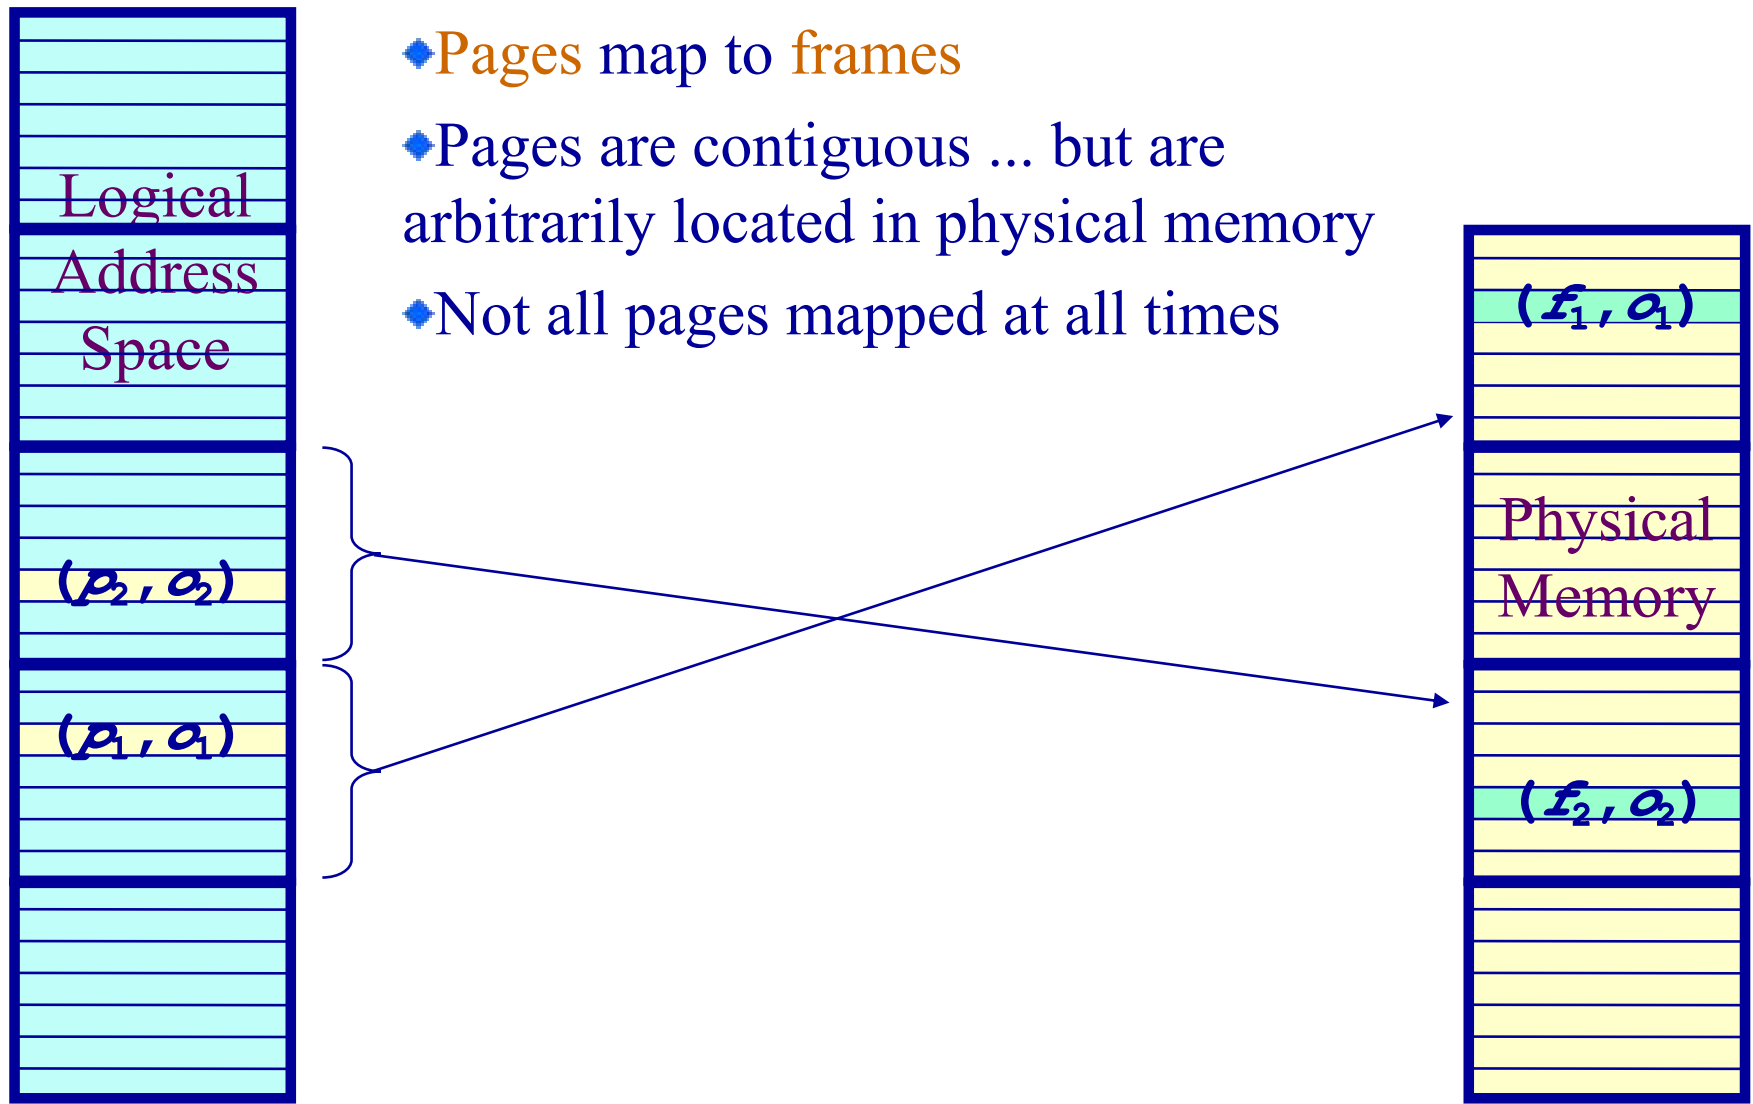 Pages map to frames
Pages are contiguous ... but are
arbitrarily located in physical memory
Not all pages mapped at all times
Logical
Address
Space
(p2,o2)
(p1,o1)
(f1,o1)
Physical
Memory
(f2,o2)